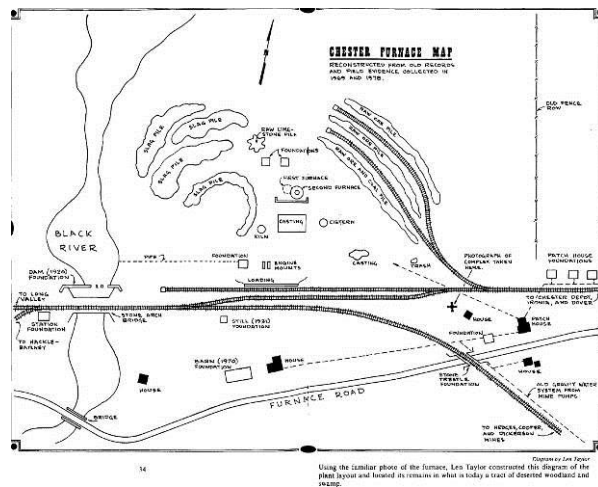 CHESTER FURNACE MAP
RECONSTRUCTED FROM OLD RECORDS
AND FIELD EVIDENCE COLLECTED IN
1969 AND 1978.
OLD FENCE
ROW
RAW ORE PILE
RAW ORE PILE
RAW ORE AND COAL PILE
SLAG PILE
SLAG PILE
SLAG PILE
SLAG PILE
RAW LIME-
STONE PILE
FOUNDATIONS
FIRST FURNACE
SECOND FURNACE
CASTING
CISTERN
KILN
BLACK
RIVER
PIPE
FOUNDATION
ENGINE
MOUNTS
CASTING
TRASH
PHOTOGRAPH OF
COMPLEX TAKEN
HERE.
PATCH HOUSE
FOUNDATIONS
DAM (1920)
FOUNDATION
LOADING
TO LONG
VALLEY
TO CHESTER DEPOT,
IRONIA, AND DOVER
STATION
FOUNDATION
STONE ARCH
BRIDGE
STILL (1931)
FOUNDATION
HOUSE
PATCH
HOUSE
TO HACKLE-
BARNEY
FOUNDATION
BARN (1970)
FOUNDATION
HOUSE
HOUSE
STONE
TRESTLE
FOUNDATION
HOUSE
OLD GRAVITY WATER
SYSTEM FROM
MINE PUMPS
FURNACE ROAD
BRIDGE
TO HEDGES, COOPER,
AND DICKERSON
MINES
Diagram by Len Taylor
34
Using the familiar photo of the furnace, Len Taylor constructed this diagram of the
plant layout and located its remains in what is today a tract of deserted woodland and
swamp.